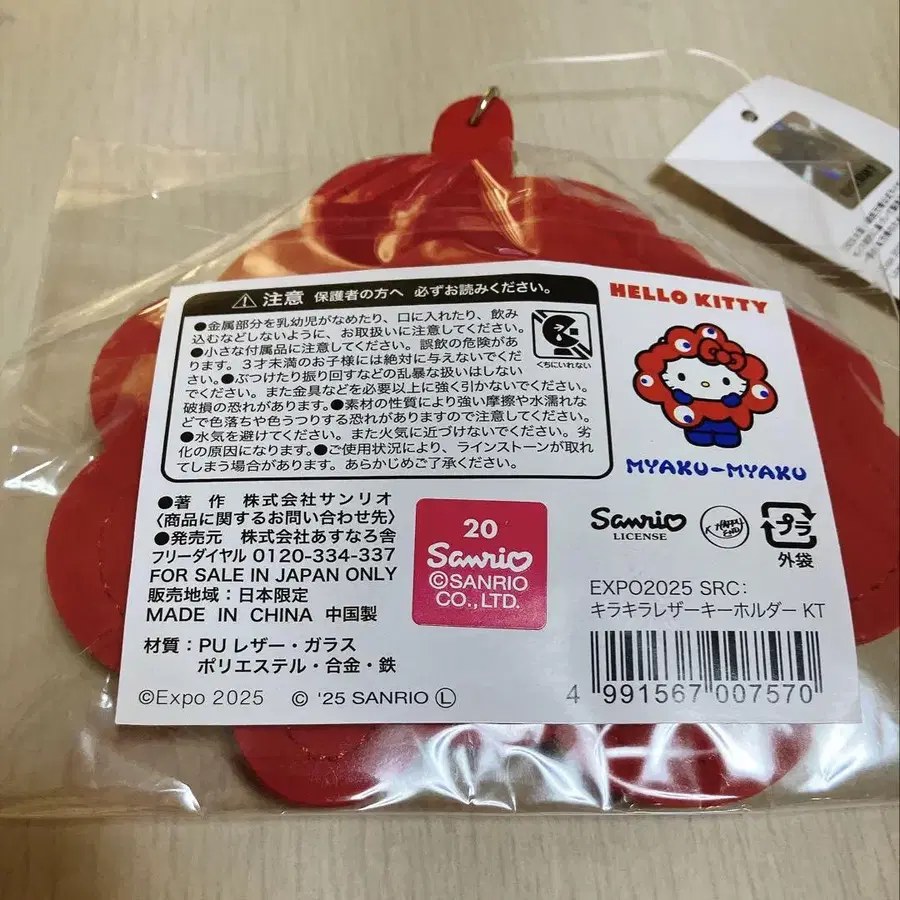 ⚠ 注意 保護者の方へ 必ずお読みください。
●金属部分を乳幼児がなめたり、口に入れたり、飲み
込むなどしないように、お取扱いに注意してください。
●小さな付属品に注意してください。誤飲の危険があ
ります。3才未満のお子様には絶対に与えないでくださ
い。●ぶつけたり振り回すなどの乱暴な扱いはしない
でください。また金具などを必要以上に強く引かないでください。
破損の恐れがあります。●素材の性質により強い摩擦や水濡れな
どで色落ちや色うつりする恐れがありますので注意してください。
●水気を避けてください。また火気に近づけないでください。劣
化の原因になります。●ご使用状況により、ラインストーンが取れ
てしまう場合があります。あらかじめご了承ください。
くちにいれない
HELLO KITTY
MYAKU-MYAKU
●著 作 株式会社サンリオ
〈商品に関するお問い合わせ先〉
●発売元 株式会社あすなろ舎
フリーダイヤル 0120-334-337
FOR SALE IN JAPAN ONLY
販売地域:日本限定
MADE IN CHINA 中国製
材質:PU レザー・ガラス
ポリエステル・合金・鉄
©Expo 2025 © '25 SANRIO Ⓛ
20
Sanrio
©SANRIO
CO., LTD.
Sanrio
LICENSE
プラ
外袋
EXPO2025 SRC:
キラキラレザーキーホルダー KT
4 991567 007570